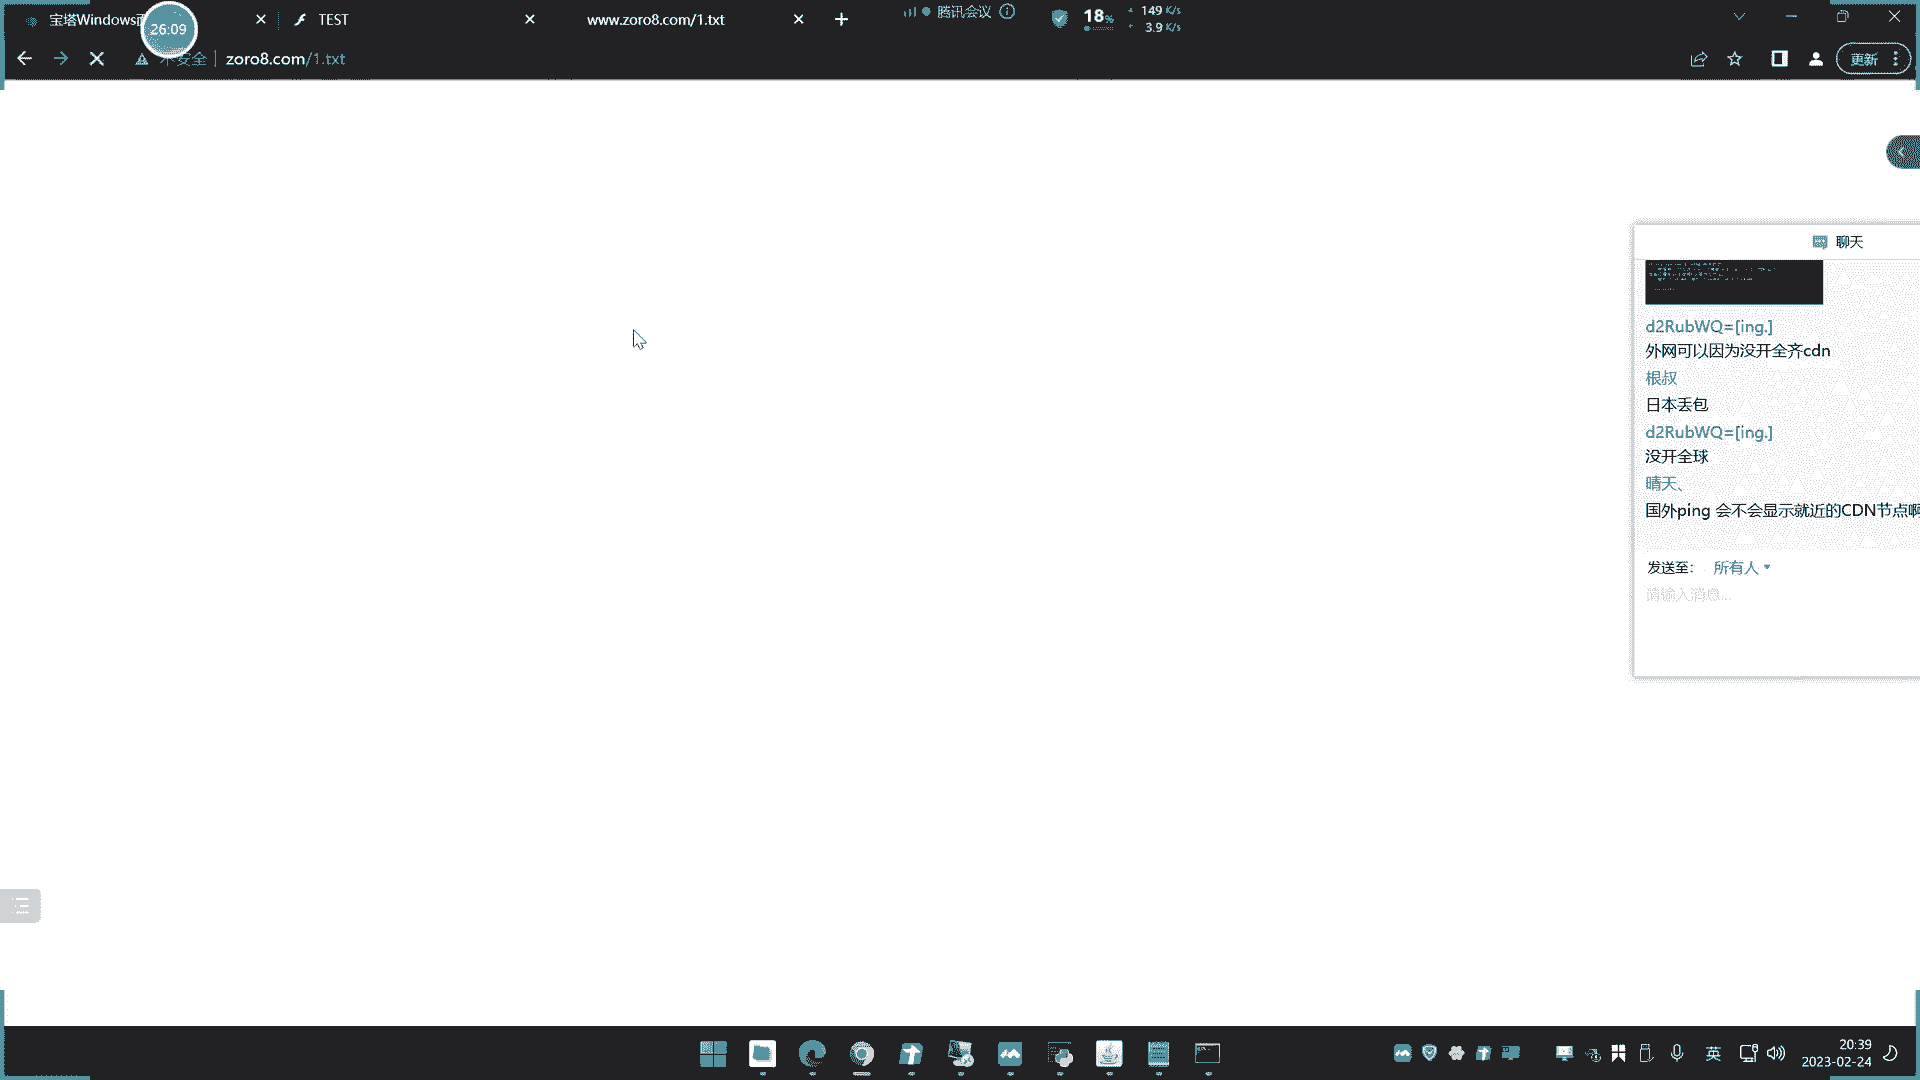 宝塔Windows面
26:09
TEST
www.zoro8.com/1.txt
腾讯会议
18%
149 K/s
3.9 K/s
不安全
zoro8.com/1.txt
更新
聊天
d2RubWQ=[ing.]
外网可以因为没开全齐cdn
根叔
日本丢包
d2RubWQ=[ing.]
没开全球
晴天、
国外ping 会不会显示就近的CDN节点啊
发送至：
所有人
请输入消息...
英
20:39
2023-02-24